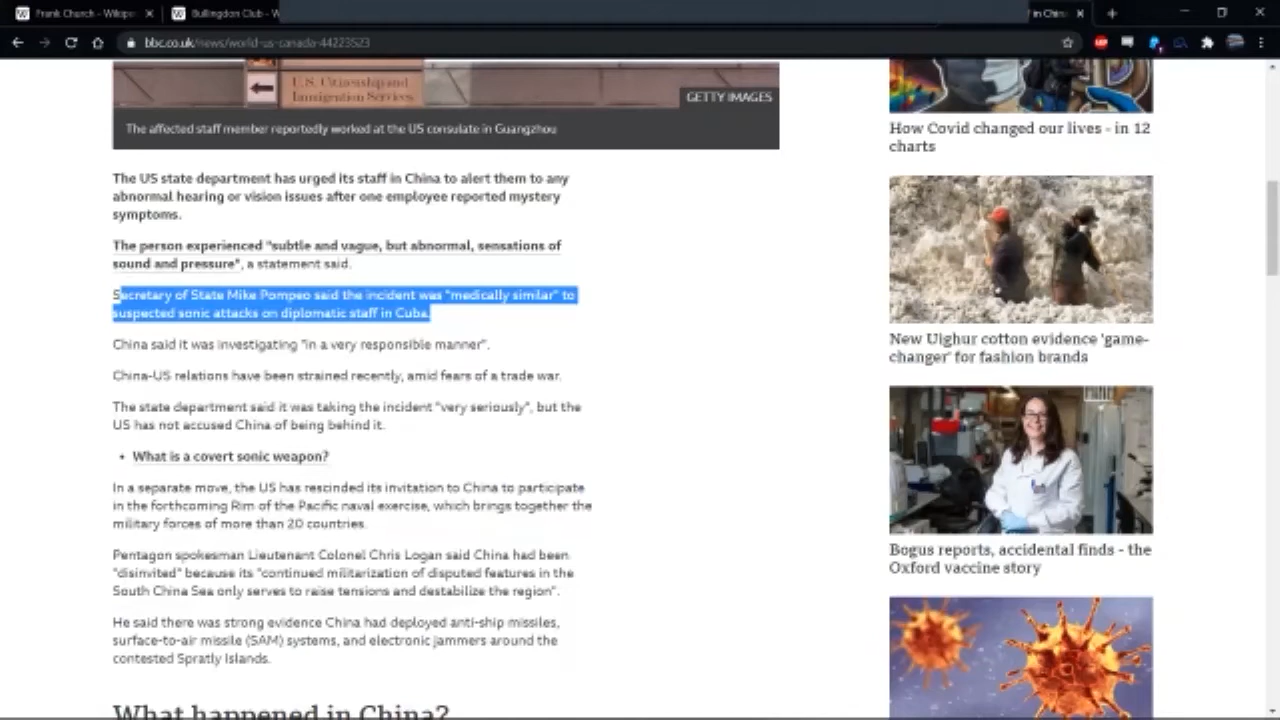 Frank Church - Wikipe
Bullingdon Club - W
in Chin
bbc.co.uk/news/world-us-canada-44223523
U.S. Citizenship and
Immigration Services
GETTY IMAGES
The affected staff member reportedly worked at the US consulate in Guangzhou
The US state department has urged its staff in China to alert them to any
abnormal hearing or vision issues after one employee reported mystery
symptoms.
The person experienced "subtle and vague, but abnormal, sensations of
sound and pressure", a statement said.
Secretary of State Mike Pompeo said the incident was "medically similar" to
suspected sonic attacks on diplomatic staff in Cuba.
China said it was investigating "in a very responsible manner".
China-US relations have been strained recently, amid fears of a trade war.
The state department said it was taking the incident "very seriously", but the
US has not accused China of being behind it.
• What is a covert sonic weapon?
In a separate move, the US has rescinded its invitation to China to participate
in the forthcoming Rim of the Pacific naval exercise, which brings together the
military forces of more than 20 countries.
Pentagon spokesman Lieutenant Colonel Chris Logan said China had been
"disinvited" because its "continued militarization of disputed features in the
South China Sea only serves to raise tensions and destabilize the region".
He said there was strong evidence China had deployed anti-ship missiles,
surface-to-air missile (SAM) systems, and electronic jammers around the
contested Spratly Islands.
What happened in China?
How Covid changed our lives - in 12
charts
New Uighur cotton evidence 'game-
changer' for fashion brands
Bogus reports, accidental finds - the
Oxford vaccine story